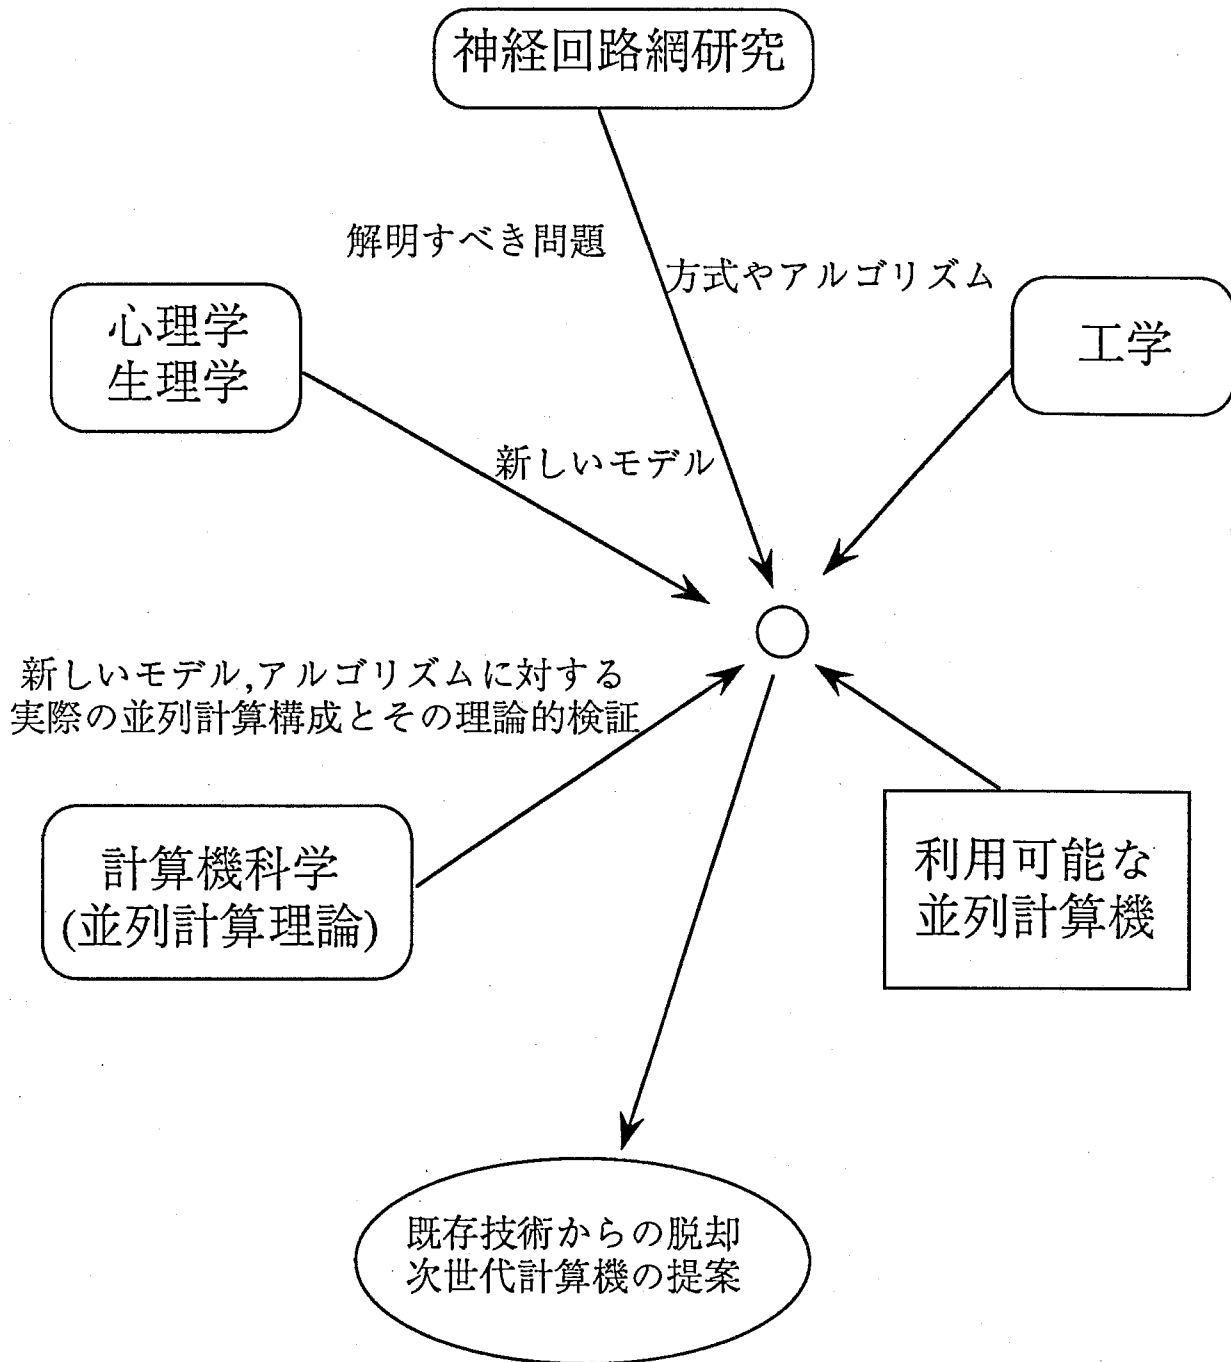 神経回路網研究
解明すべき問題
方式やアルゴリズム
心理学
生理学
工学
新しいモデル
新しいモデル,アルゴリズムに対する
実際の並列計算構成とその理論的検証
計算機科学
(並列計算理論)
利用可能な
並列計算機
既存技術からの脱却
次世代計算機の提案